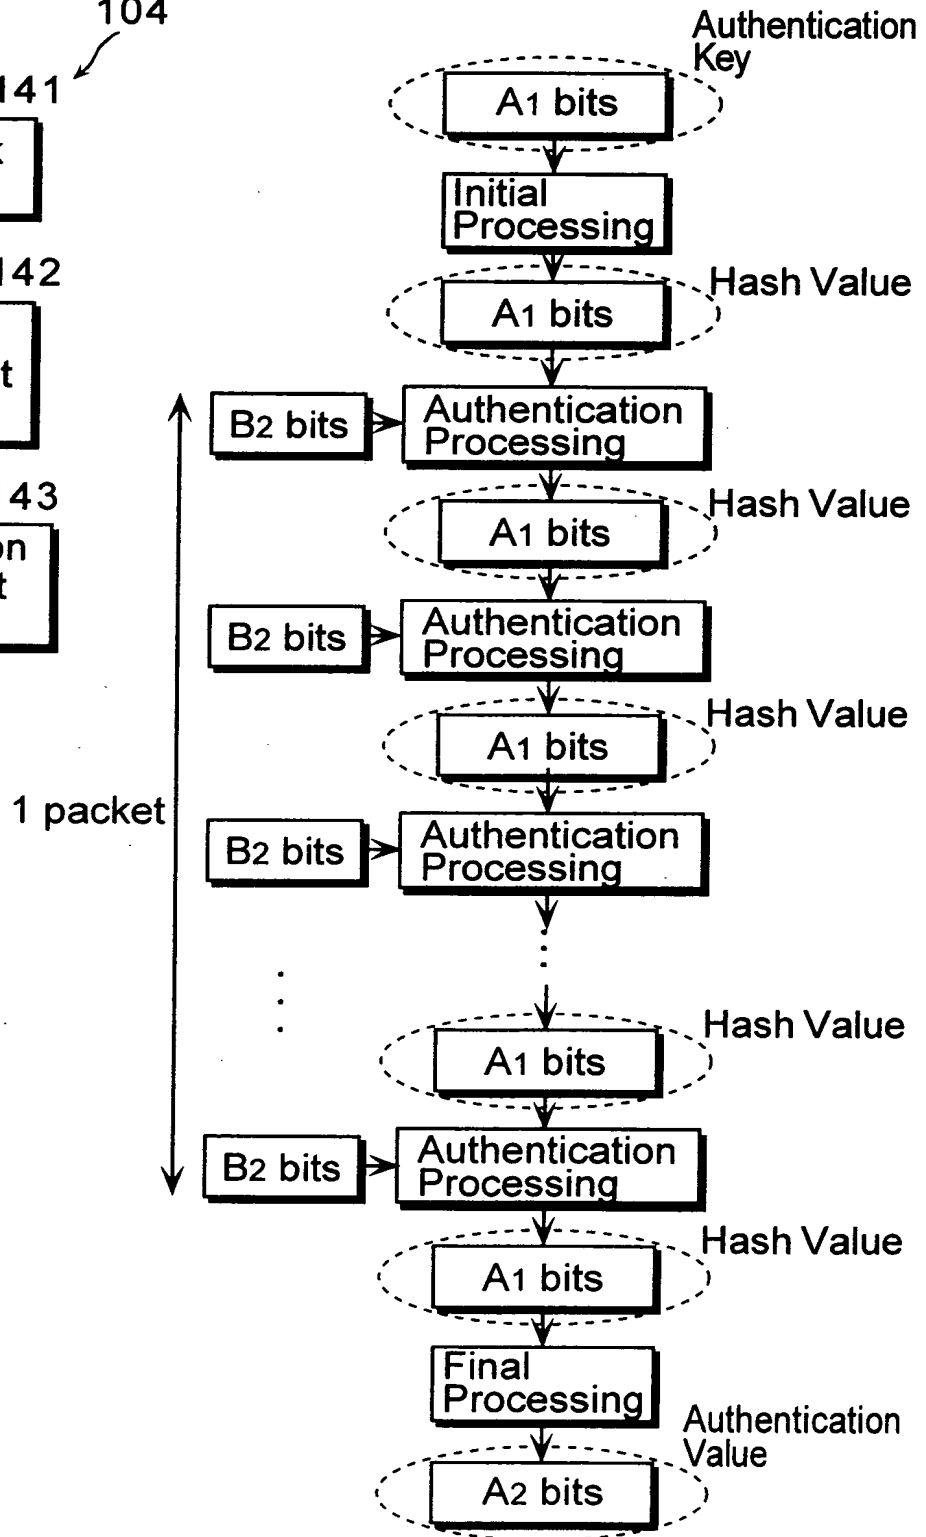 104
141
142
t
43
on
t
Authentication
Key
A1 bits
Initial
Processing
Hash Value
A1 bits
B2 bits
Authentication
Processing
Hash Value
A1 bits
B2 bits
Authentication
Processing
Hash Value
A1 bits
1 packet
B2 bits
Authentication
Processing
Hash Value
A1 bits
B2 bits
Authentication
Processing
Hash Value
A1 bits
Final
Processing
Authentication
Value
A2 bits